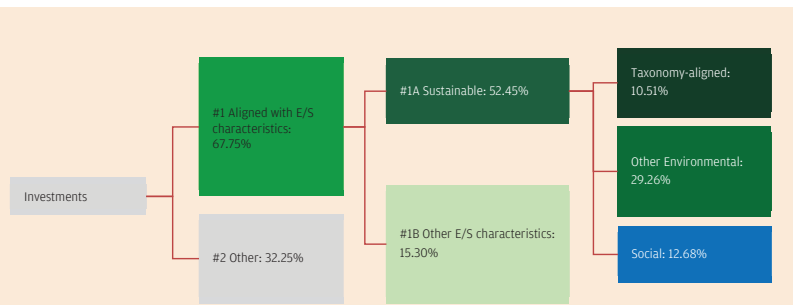 Investments
#1 Aligned with E/S
characteristics:
67.75%
#2 Other: 32.25%
#1A Sustainable: 52.45%
#1B Other E/S characteristics:
15.30%
Taxonomy-aligned:
10.51%
Other Environmental:
29.26%
Social: 12.68%